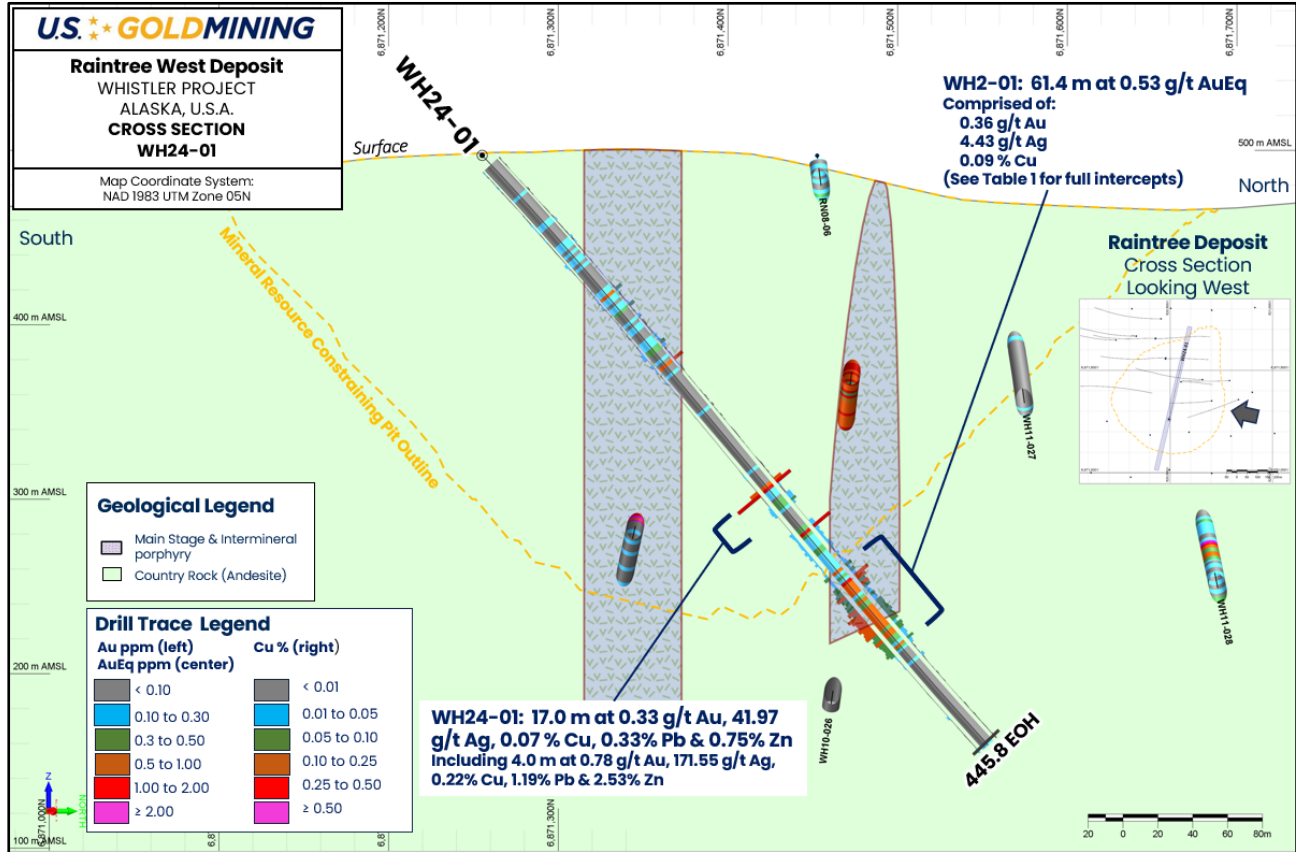 U.S. GOLDMINING
Raintree West Deposit
WHISTLER PROJECT
ALASKA, U.S.A.
CROSS SECTION
WH24-01
Map Coordinate System:
NAD 1983 UTM Zone 05N
6,871,200N
6,871,300N
6,871,400N
6,871,500N
6,871,600N
6,871,700N
WH24-01
Surface
WH2-01: 61.4 m at 0.53 g/t AuEq
Comprised of:
0.36 g/t Au
4.43 g/t Ag
0.09 % Cu
(See Table 1 for full intercepts)
500 m AMSL
South
North
RN08-06
Mineral Resource Constraining Pit Outline
Raintree Deposit
Cross Section
Looking West
400 m AMSL
WH11-027
300 m AMSL
Geological Legend
Main Stage & Intermineral
porphyry
Country Rock (Andesite)
WH11-028
Drill Trace Legend
Au ppm (left)
AuEq ppm (center)
Cu % (right)
< 0.10
< 0.01
0.10 to 0.30
0.01 to 0.05
0.3 to 0.50
0.05 to 0.10
0.5 to 1.00
0.10 to 0.25
1.00 to 2.00
0.25 to 0.50
≥ 2.00
≥ 0.50
200 m AMSL
WH10-026
WH24-01: 17.0 m at 0.33 g/t Au, 41.97
g/t Ag, 0.07 % Cu, 0.33% Pb & 0.75% Zn
Including 4.0 m at 0.78 g/t Au, 171.55 g/t Ag,
0.22% Cu, 1.19% Pb & 2.53% Zn
445.8 EOH
Z
NORTH
6,871,000N
6,871,300N
100 m AMSL
20 0 20 40 60 80m